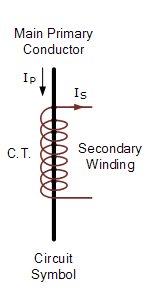 Main Primary
Conductor
IP
IS
C.T.
Secondary
Winding
Circuit
Symbol